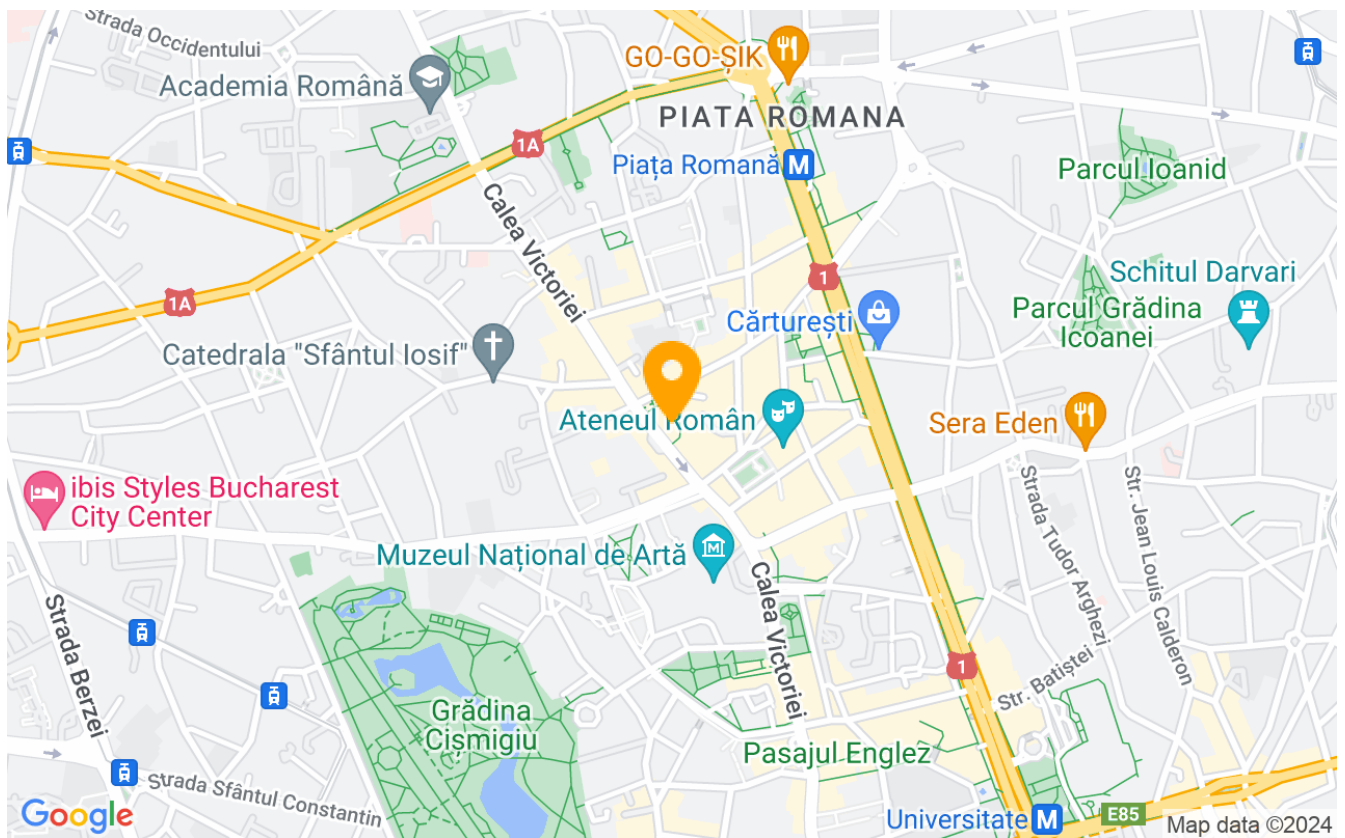 Strada Occidentului
Academia Română
GO-GO-ȘIK
PIATA ROMANA
1A
Piața Romană
M
Parcul Ioanid
Calea Victoriei
1
Schitul Darvari
1A
Cărturești
Parcul Grădina
Icoanei
Catedrala "Sfântul Iosif"
Ateneul Român
Sera Eden
ibis Styles Bucharest
City Center
Strada Tudor Arghezi
Str. Jean Louis Calderon
Muzeul Național de Artă
M
Calea Victoriei
Strada Berzei
1
Str. Batiștei
Grădina
Cișmigiu
Pasajul Englez
Strada Sfântul Constantin
Google
Universitate
M
E85
Map data ©2024